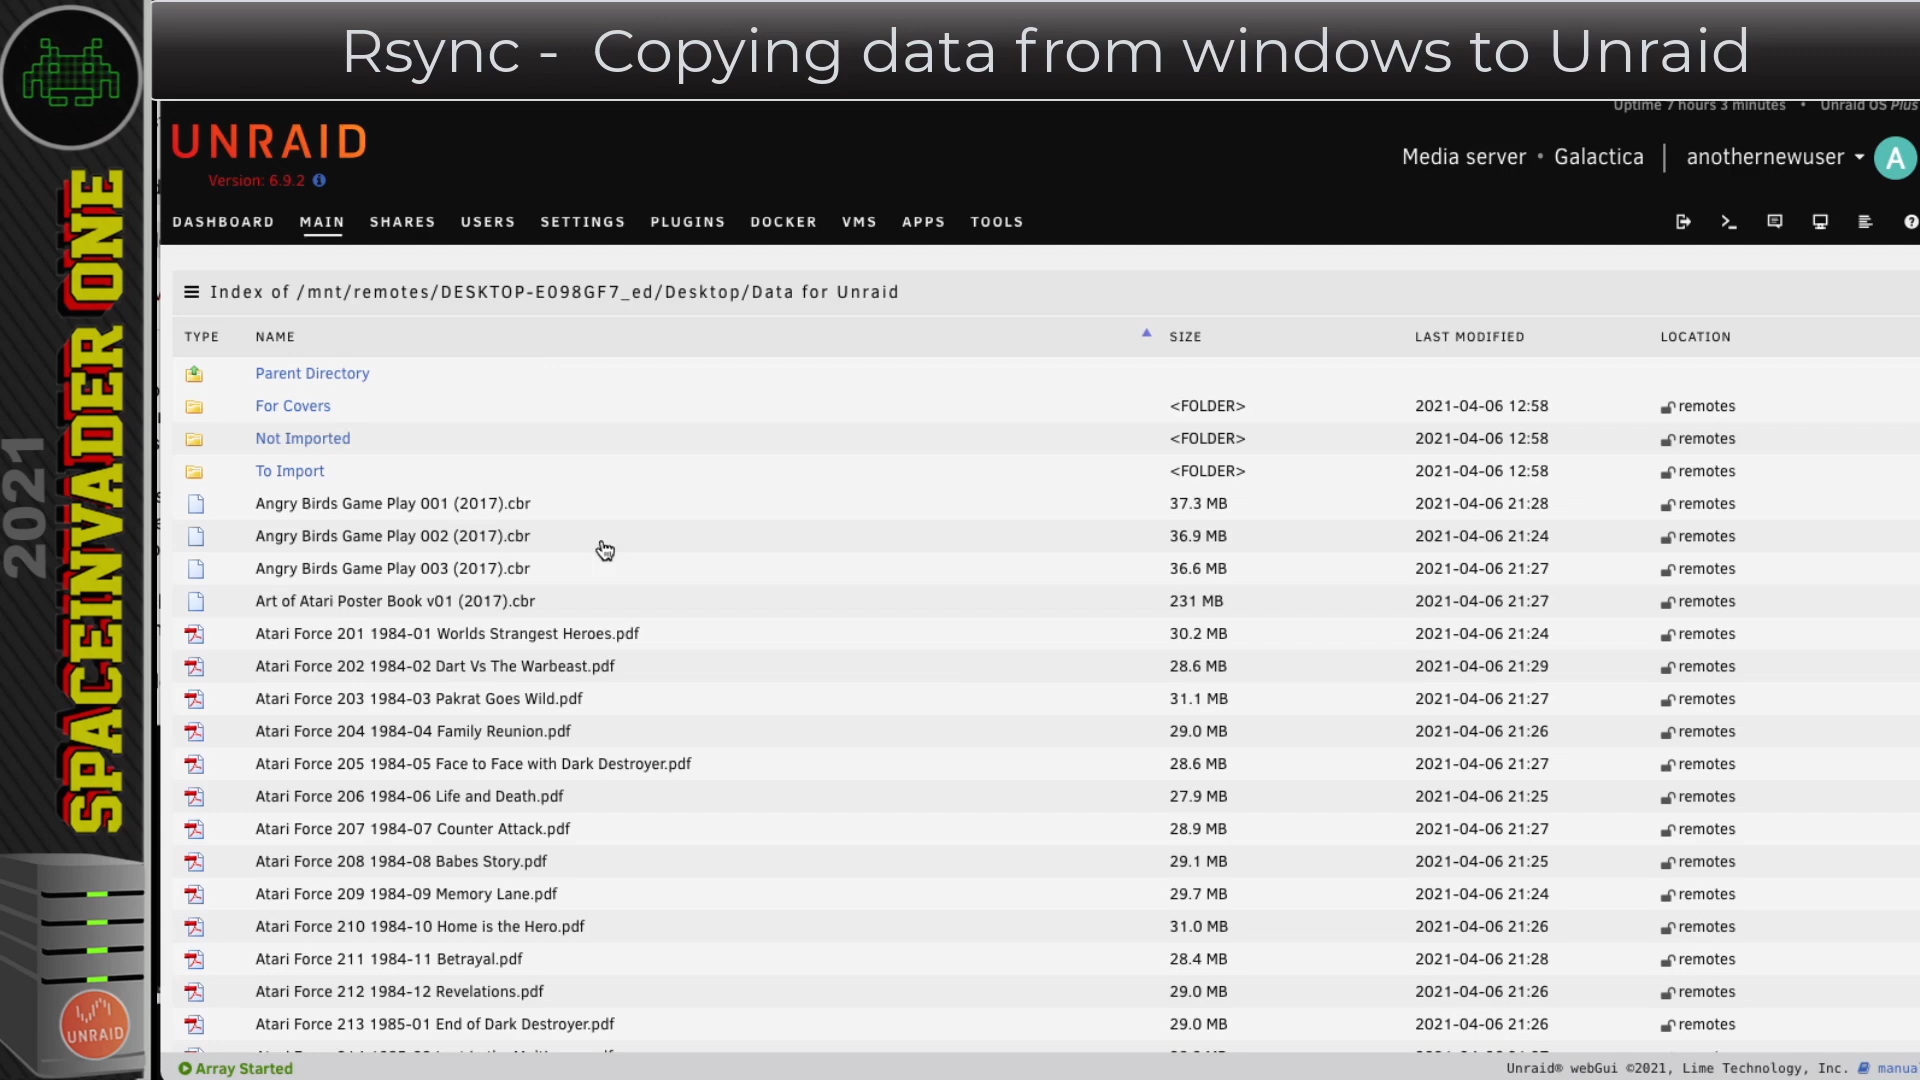 Rsync - Copying data from windows to Unraid
2021
SPACEINVADER ONE
UNRAID
Uptime 7 hours 3 minutes • Unraid OS Plus
UNRAID
Version: 6.9.2
Media server • Galactica | anothernewuser A
DASHBOARD MAIN SHARES USERS SETTINGS PLUGINS DOCKER VMS APPS TOOLS
Index of /mnt/remotes/DESKTOP-E098GF7_ed/Desktop/Data for Unraid
TYPE NAME SIZE LAST MODIFIED LOCATION
Parent Directory
For Covers <FOLDER> 2021-04-06 12:58 remotes
Not Imported <FOLDER> 2021-04-06 12:58 remotes
To Import <FOLDER> 2021-04-06 12:58 remotes
Angry Birds Game Play 001 (2017).cbr 37.3 MB 2021-04-06 21:28 remotes
Angry Birds Game Play 002 (2017).cbr 36.9 MB 2021-04-06 21:24 remotes
Angry Birds Game Play 003 (2017).cbr 36.6 MB 2021-04-06 21:27 remotes
Art of Atari Poster Book v01 (2017).cbr 231 MB 2021-04-06 21:27 remotes
Atari Force 201 1984-01 Worlds Strangest Heroes.pdf 30.2 MB 2021-04-06 21:24 remotes
Atari Force 202 1984-02 Dart Vs The Warbeast.pdf 28.6 MB 2021-04-06 21:29 remotes
Atari Force 203 1984-03 Pakrat Goes Wild.pdf 31.1 MB 2021-04-06 21:27 remotes
Atari Force 204 1984-04 Family Reunion.pdf 29.0 MB 2021-04-06 21:26 remotes
Atari Force 205 1984-05 Face to Face with Dark Destroyer.pdf 28.6 MB 2021-04-06 21:27 remotes
Atari Force 206 1984-06 Life and Death.pdf 27.9 MB 2021-04-06 21:25 remotes
Atari Force 207 1984-07 Counter Attack.pdf 28.9 MB 2021-04-06 21:27 remotes
Atari Force 208 1984-08 Babes Story.pdf 29.1 MB 2021-04-06 21:25 remotes
Atari Force 209 1984-09 Memory Lane.pdf 29.7 MB 2021-04-06 21:24 remotes
Atari Force 210 1984-10 Home is the Hero.pdf 31.0 MB 2021-04-06 21:26 remotes
Atari Force 211 1984-11 Betrayal.pdf 28.4 MB 2021-04-06 21:28 remotes
Atari Force 212 1984-12 Revelations.pdf 29.0 MB 2021-04-06 21:26 remotes
Atari Force 213 1985-01 End of Dark Destroyer.pdf 29.0 MB 2021-04-06 21:26 remotes
Array Started Unraid® webGui ©2021, Lime Technology, Inc. manua